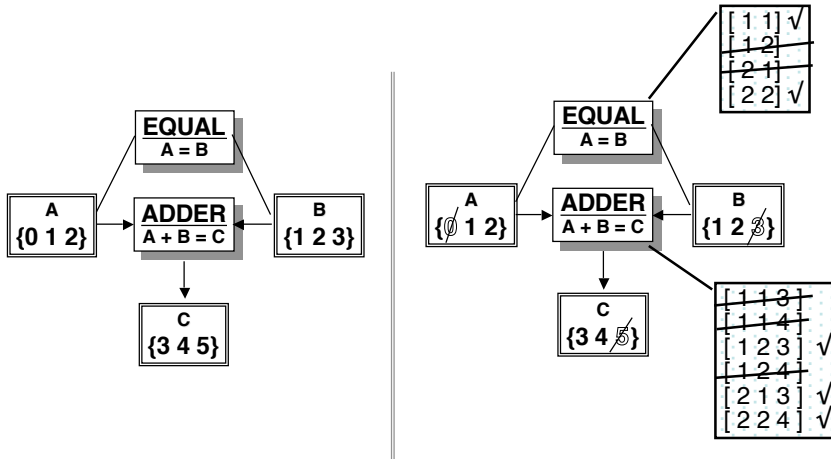 EQUAL
A = B
A
{0 1 2}
ADDER
A + B = C
B
{1 2 3}
C
{3 4 5}
[ 1 1] √
[ 1 2]
[ 2 1]
[ 2 2] √
EQUAL
A = B
A
{0 1 2}
ADDER
A + B = C
B
{1 2 3}
C
{3 4 5}
[ 1 1 3 ]
[ 1 1 4 ]
[ 1 2 3 ] √
[ 1 2 4 ]
[ 2 1 3 ] √
[ 2 2 4 ] √